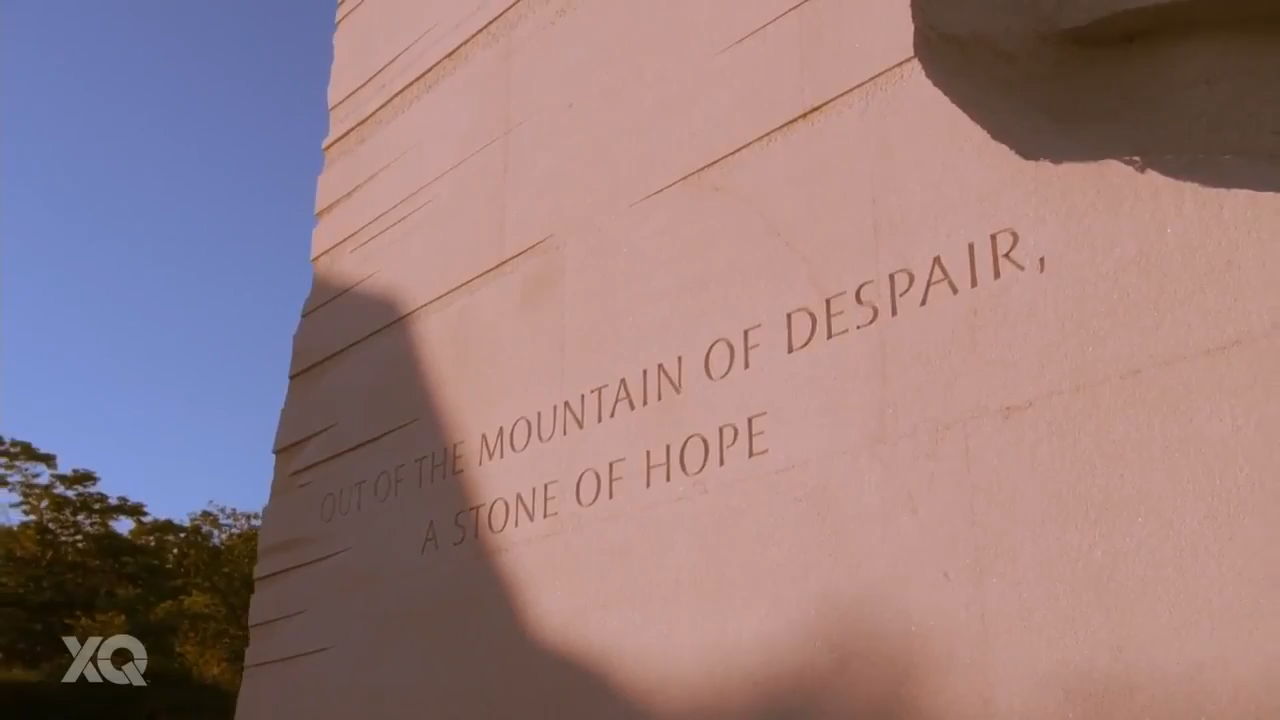 OUT OF THE MOUNTAIN OF DESPAIR,
A STONE OF HOPE
XQ